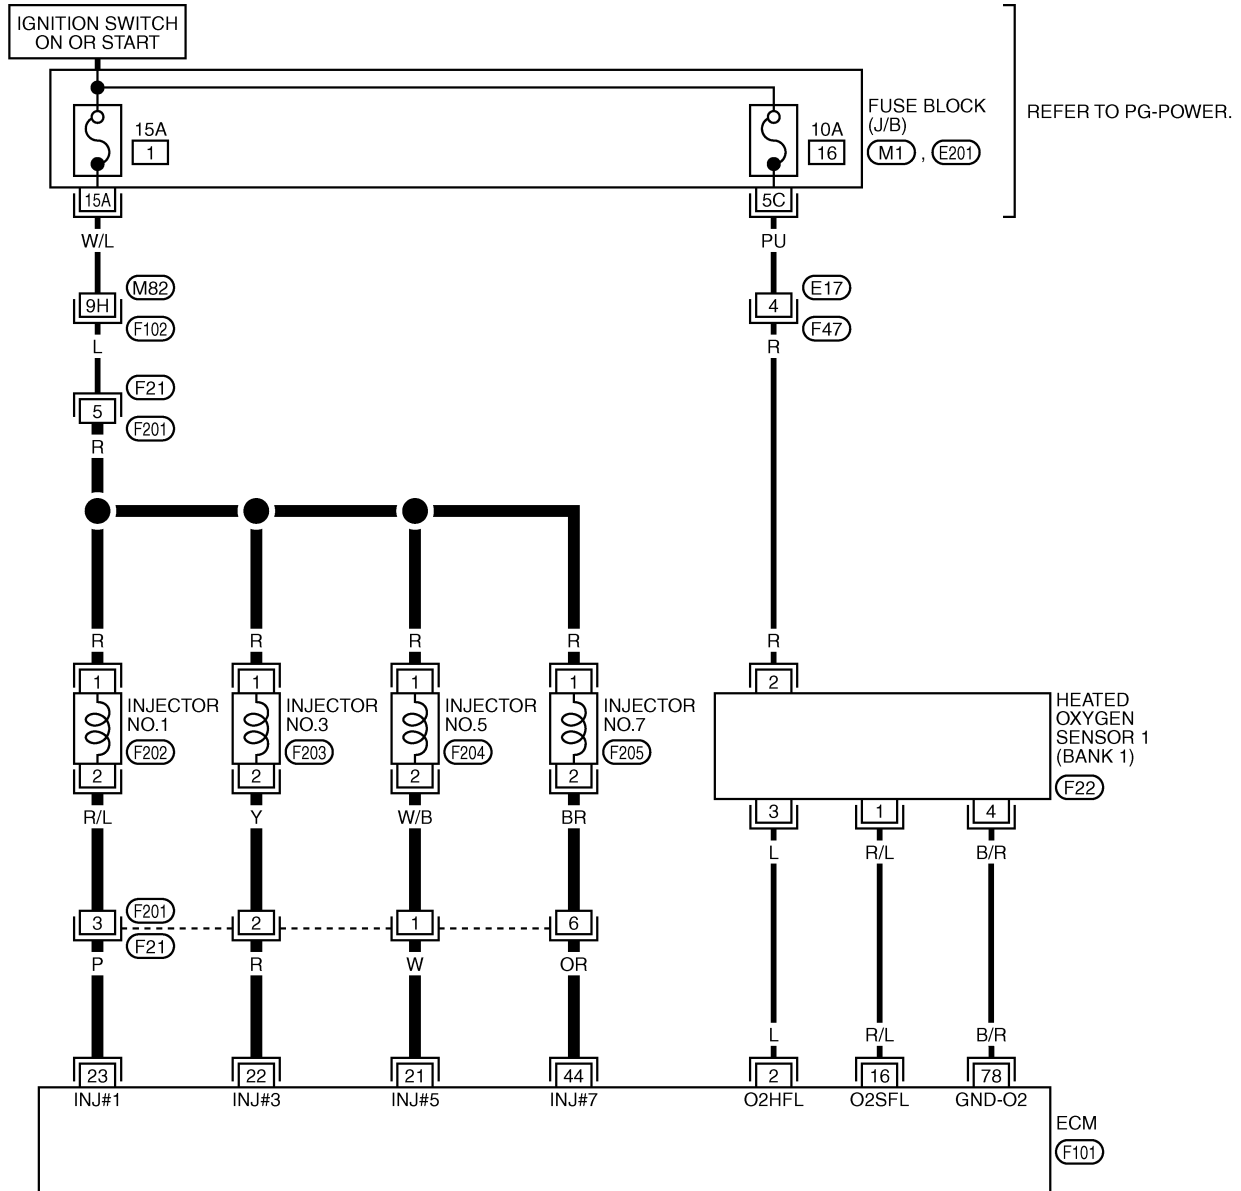 IGNITION SWITCH
ON OR START
REFER TO PG-POWER.
15A
1
10A
16
FUSE BLOCK
(J/B)
M1 , E201
15A
5C
W/L
PU
M82
9H
F102
E17
4
F47
L
R
F21
5
F201
R
R
R
R
R
R
1
1
1
1
2
INJECTOR
NO.1
F202
INJECTOR
NO.3
F203
INJECTOR
NO.5
F204
INJECTOR
NO.7
F205
HEATED
OXYGEN
SENSOR 1
(BANK 1)
F22
2
2
2
2
3
1
4
R/L
Y
W/B
BR
L
R/L
B/R
F201
3
2
1
6
F21
P
R
W
OR
L
R/L
B/R
23
22
21
44
2
16
78
INJ#1
INJ#3
INJ#5
INJ#7
O2HFL
O2SFL
GND-O2
ECM
F101